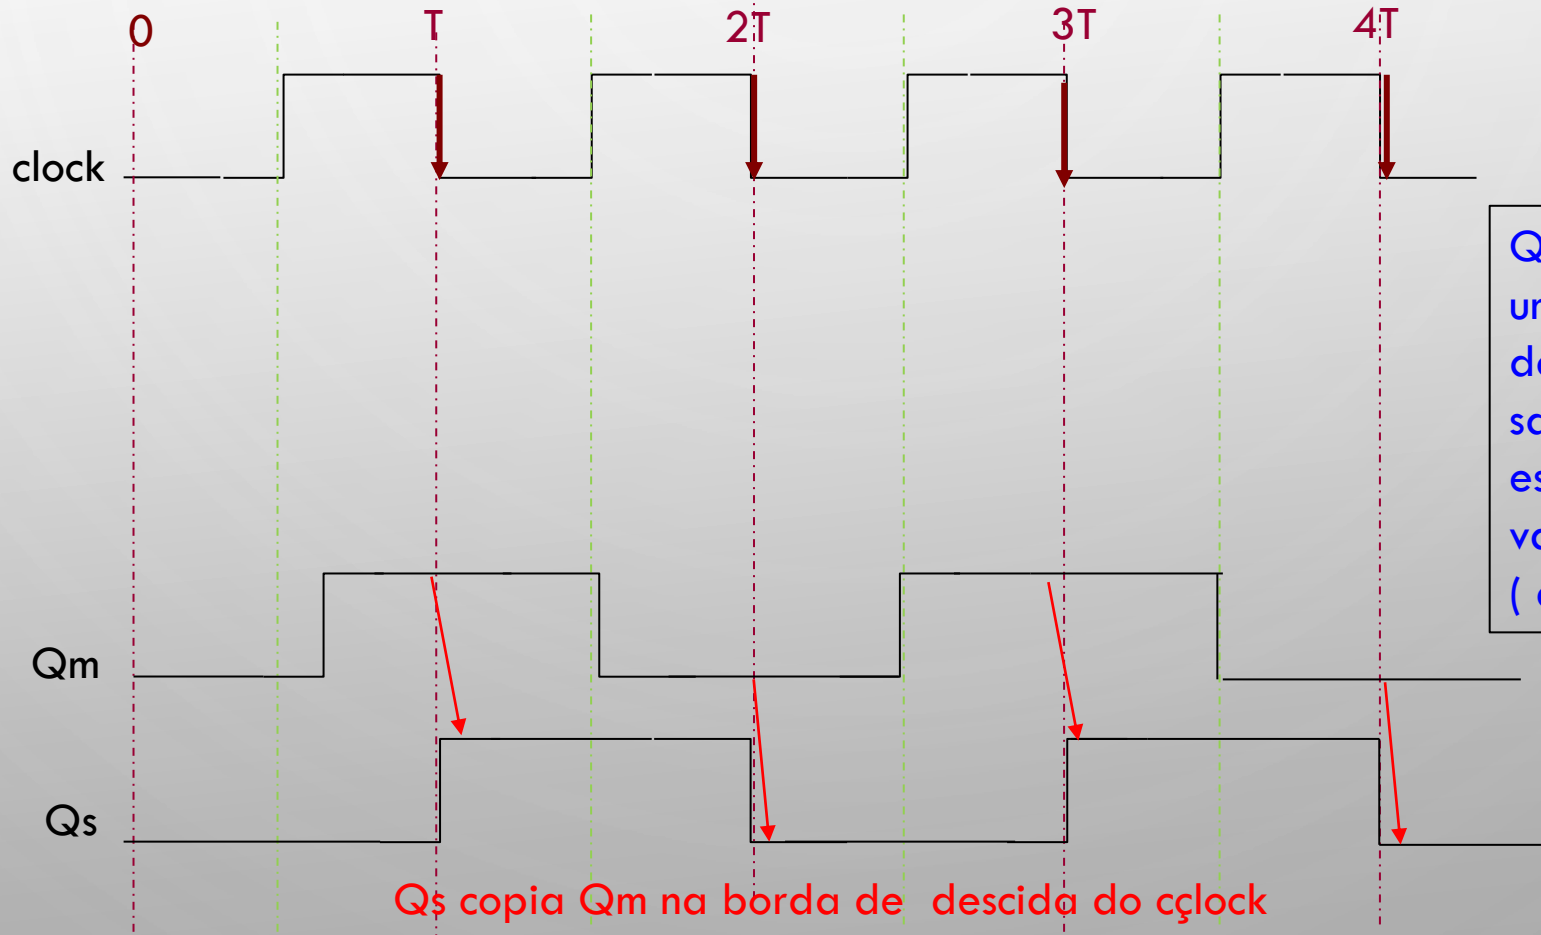 0 T 2T 3T 4T
clock
Qm
Qs
Qs copia Qm na borda de descida do cçlock